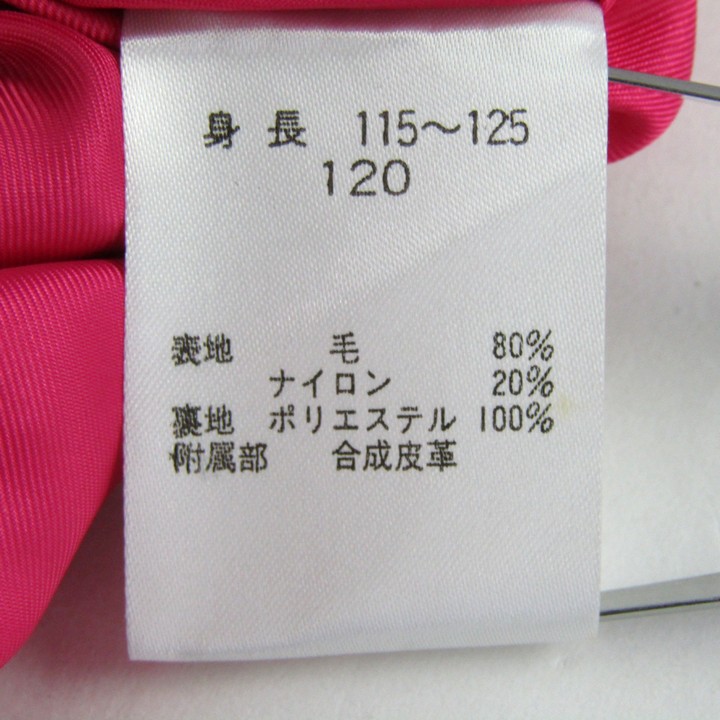 身長 115～125
120
表地 毛 80%
ナイロン 20%
裏地 ポリエステル 100%
附属部 合成皮革